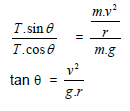 T.sin θ / T.cos θ = (m.v² / r) / m.g
tan θ = v² / g.r